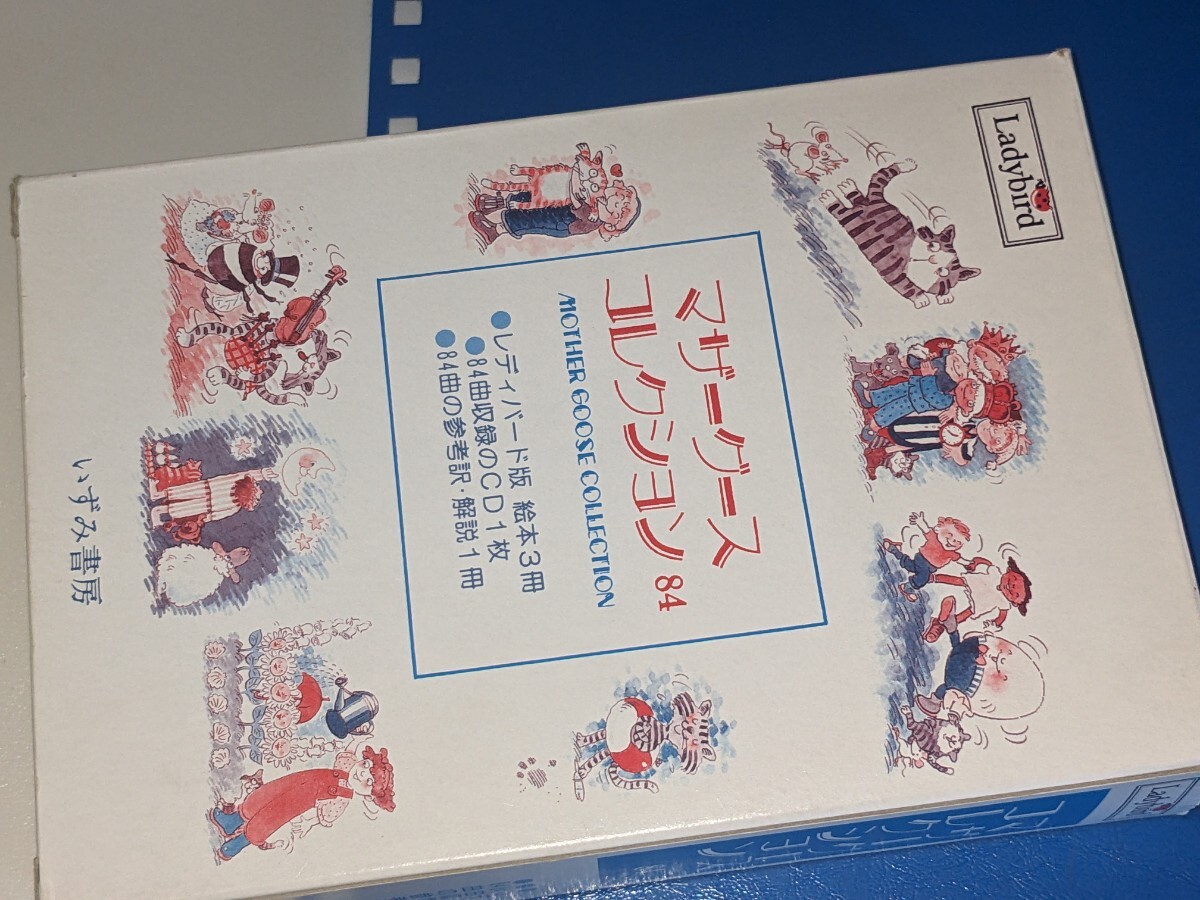 Ladybird
マザーグース
コレクション84
MOTHER GOOSE COLLECTION
●レディバード版 絵本3冊
●84曲収録のCD1枚
●84曲の参考訳・解説1冊
いずみ書房
Ladybird